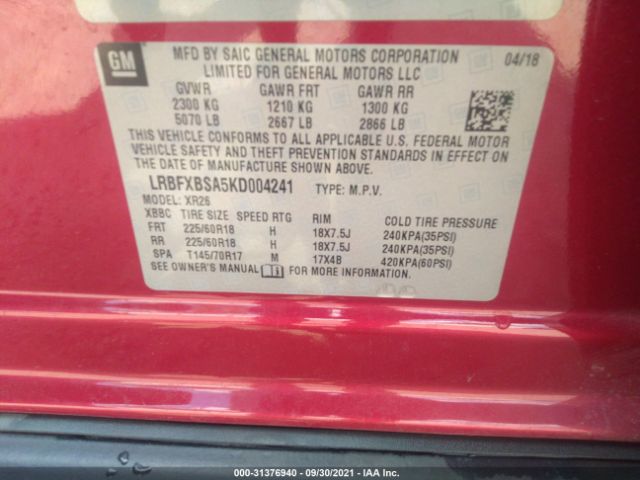 GM
MFD BY SAIC GENERAL MOTORS CORPORATION 04/18
LIMITED FOR GENERAL MOTORS LLC
GVWR GAWR FRT GAWR RR
2300 KG 1210 KG 1300 KG
5070 LB 2667 LB 2866 LB
THIS VEHICLE CONFORMS TO ALL APPLICABLE U.S. FEDERAL MOTOR
VEHICLE SAFETY AND THEFT PREVENTION STANDARDS IN EFFECT ON
THE DATE OF MANUFACTURE SHOWN ABOVE.
LRBFXBSA5KD004241 TYPE: M.P.V.
MODEL: XR26
XBBC TIRE SIZE SPEED RTG RIM COLD TIRE PRESSURE
FRT 225/60R18 H 18X7.5J 240KPA(35PSI)
RR 225/60R18 H 18X7.5J 240KPA(35PSI)
SPA T145/70R17 M 17X4B 420KPA(60PSI)
SEE OWNER'S MANUAL FOR MORE INFORMATION
000-31376940 - 09/30/2021 - IAA Inc.